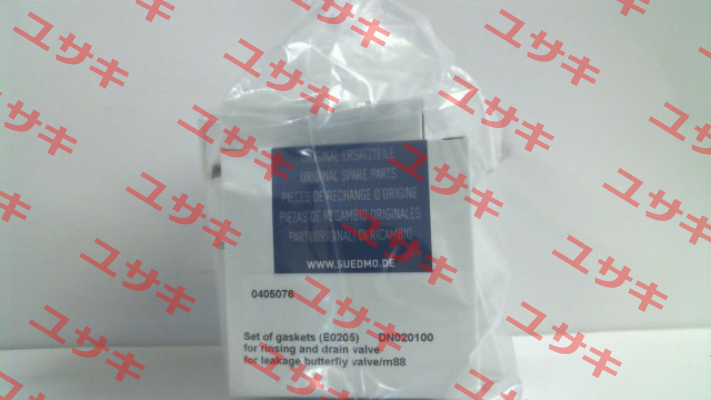 ORIGINAL ERSATZTEILE
ORIGINAL SPARE PARTS
PIECES DE RECHANGE D'ORIGINE
PIEZAS DE RECAMBIO ORIGINALES
PARTI ORIGINALI DI RICAMBIO
WWW.SUEDMO.DE
0405076
Set of gaskets (E0205) DN020100
for rinsing and drain valve
for leakage butterfly valve/m88
ユサキ